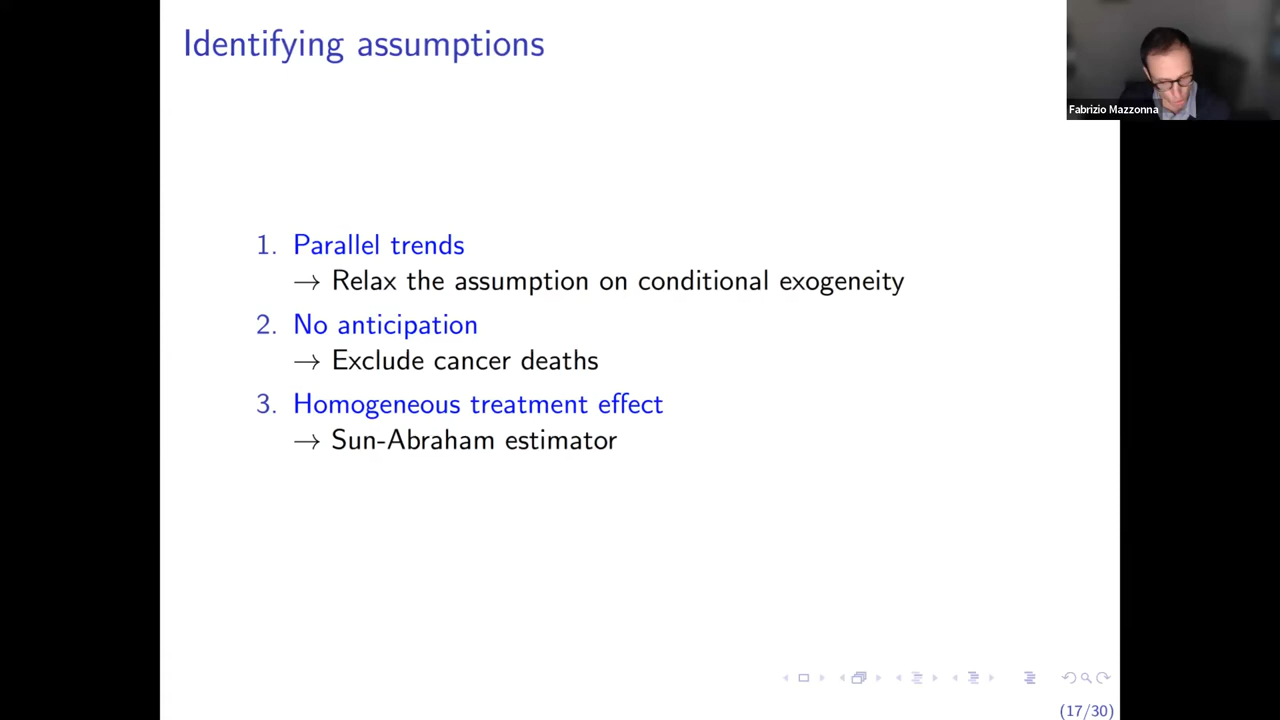 Identifying assumptions
Fabrizio Mazzonna
1. Parallel trends
→ Relax the assumption on conditional exogeneity
2. No anticipation
→ Exclude cancer deaths
3. Homogeneous treatment effect
→ Sun-Abraham estimator
(17/30)